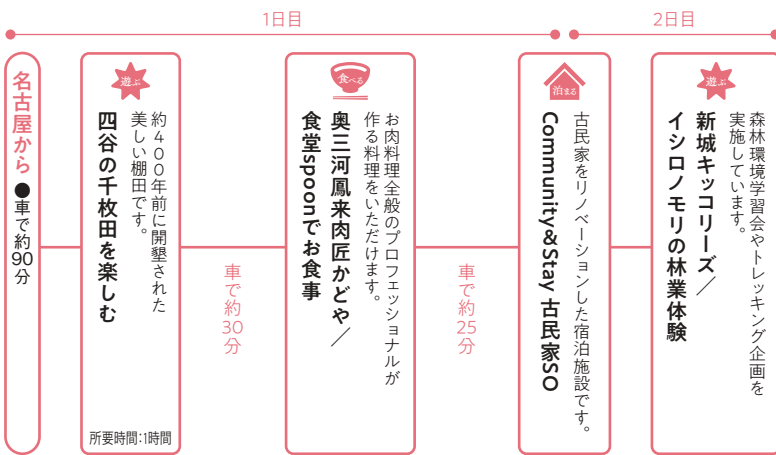 1日目
2日目
名古屋から ●車で約90分
遊ぶ
約400年前に開墾された
美しい棚田です。
四谷の千枚田を楽しむ
所要時間:1時間
車で約30分
食べる
お肉料理全般のプロフェッショナルが
作る料理をいただけます。
奥三河鳳来肉匠かどや／
食堂spoonでお食事
車で約25分
泊まる
古民家をリノベーションした宿泊施設です。
Community&Stay 古民家SO
遊ぶ
森林環境学習会やトレッキング企画を
実施しています。
新城キッコリーズ／
イシロノモリの林業体験